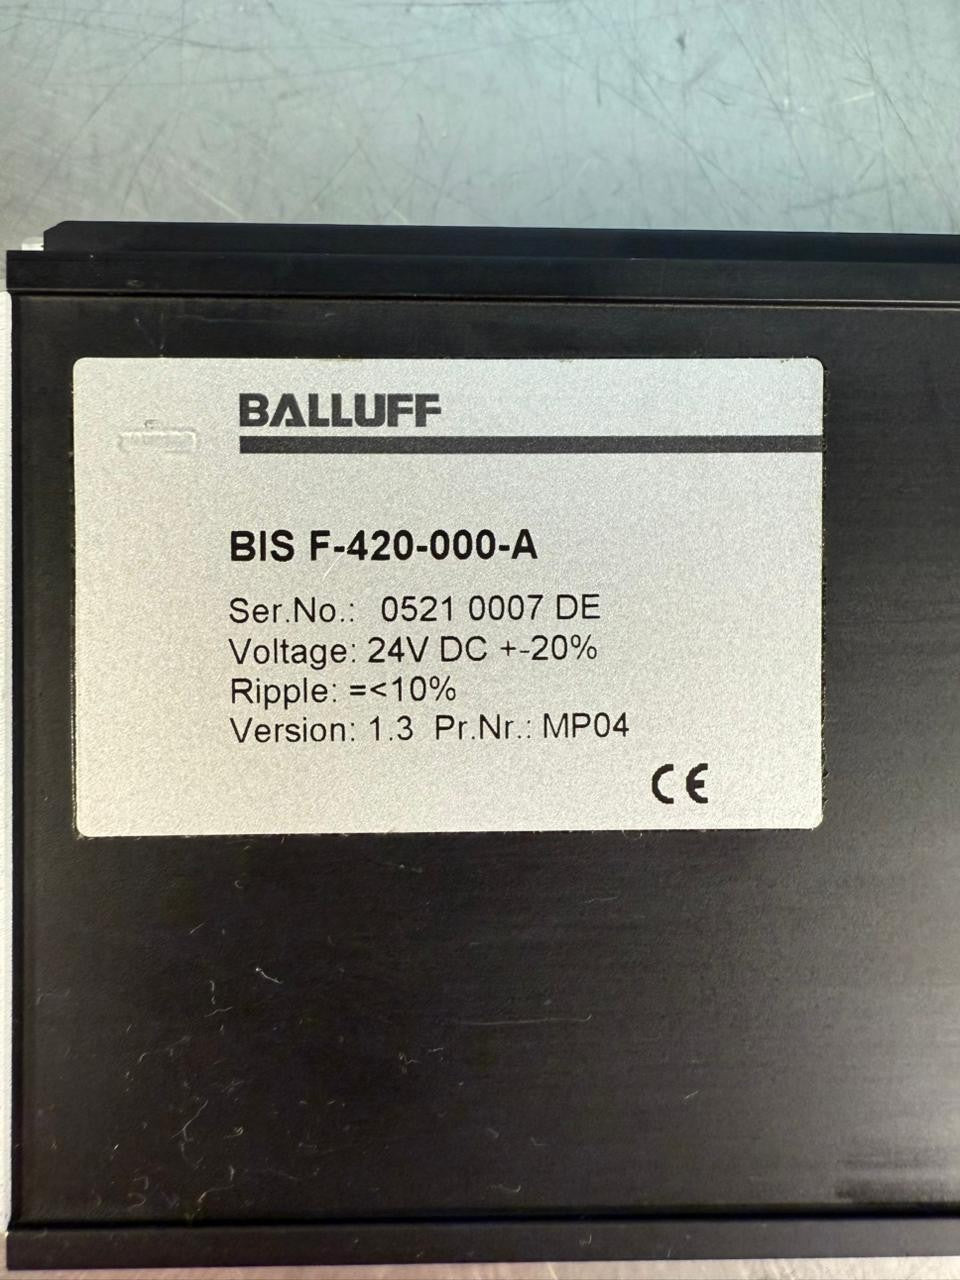 BALLUFF
BIS F-420-000-A
Ser.No.: 0521 0007 DE
Voltage: 24V DC +-20%
Ripple: =<10%
Version: 1.3 Pr.Nr.: MP04
CE